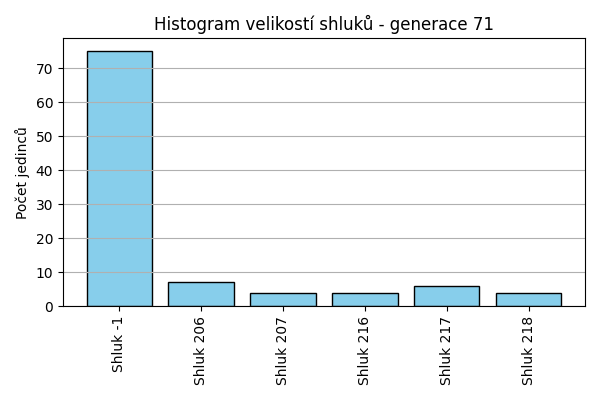 Histogram velikostí shluků - generace 71
Počet jedinců
70
60
50
40
30
20
10
0
Shluk -1
Shluk 206
Shluk 207
Shluk 216
Shluk 217
Shluk 218